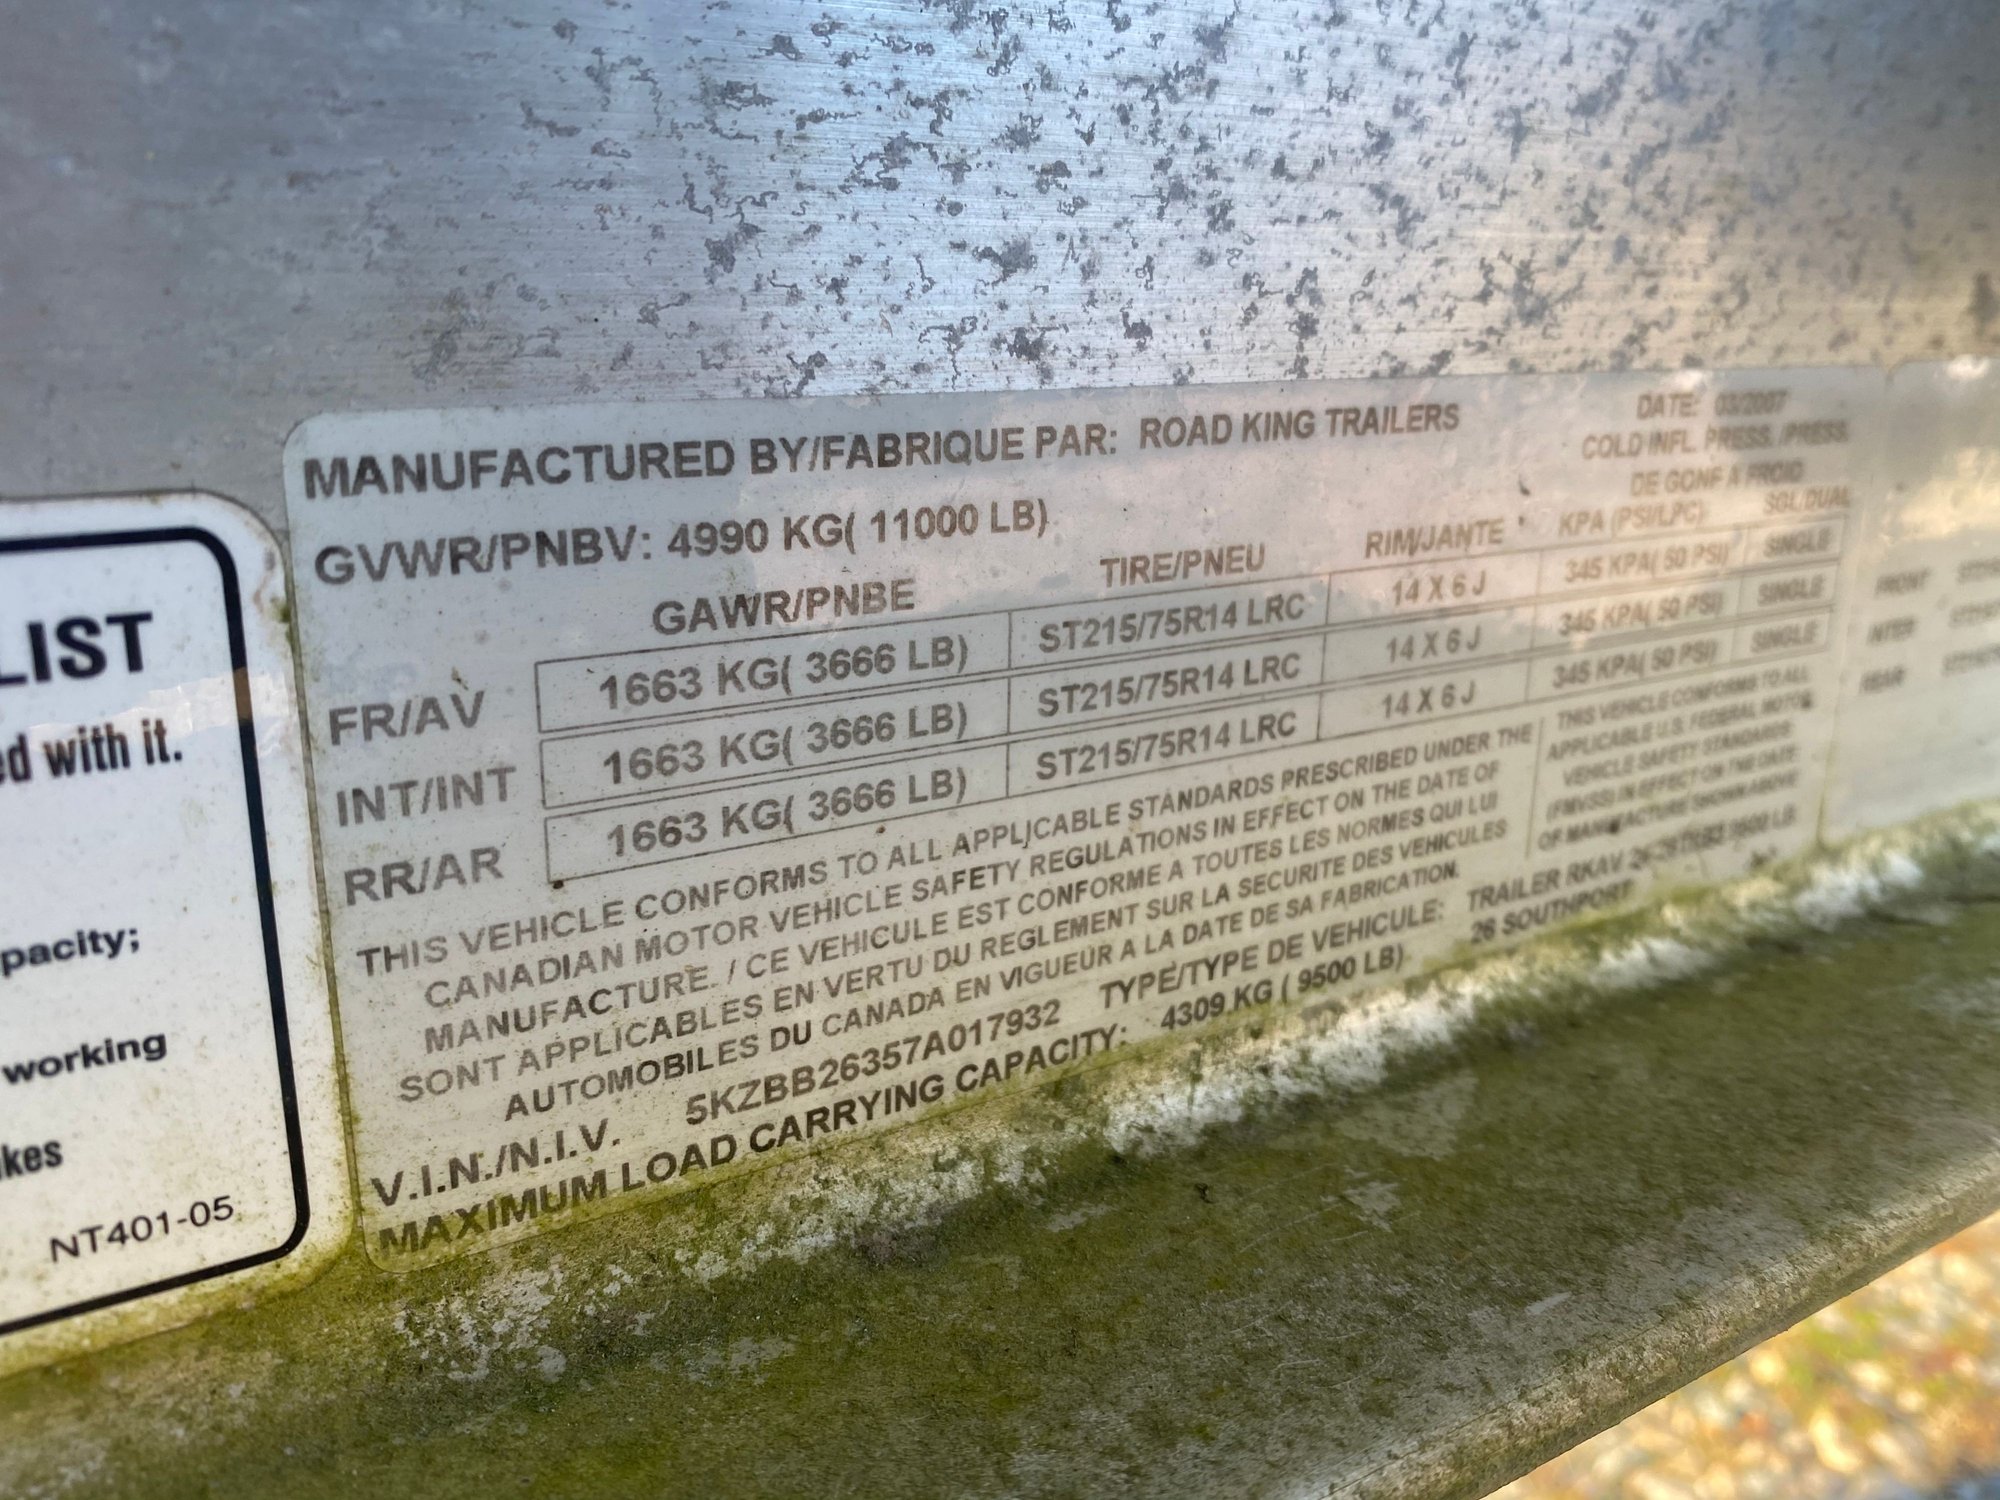 LIST
ed with it.
pacity;
working
kes
NT401-05
MANUFACTURED BY/FABRIQUE PAR: ROAD KING TRAILERS
DATE: 03/2007
GVWR/PNBV: 4990 KG( 11000 LB)
COLD INFL. PRESS./PRESS.
DE GONF A FROID
GAWR/PNBE TIRE/PNEU RIM/JANTE KPA (PSI/LPC) SGL/DUAL
FR/AV 1663 KG( 3666 LB) ST215/75R14 LRC 14 X 6 J 345 KPA( 50 PSI) SINGLE
INT/INT 1663 KG( 3666 LB) ST215/75R14 LRC 14 X 6 J 345 KPA( 50 PSI) SINGLE
RR/AR 1663 KG( 3666 LB) ST215/75R14 LRC 14 X 6 J 345 KPA( 50 PSI) SINGLE
THIS VEHICLE CONFORMS TO ALL APPLICABLE STANDARDS PRESCRIBED UNDER THE
CANADIAN MOTOR VEHICLE SAFETY REGULATIONS IN EFFECT ON THE DATE OF
MANUFACTURE. / CE VEHICULE EST CONFORME A TOUTES LES NORMES QUI LUI
SONT APPLICABLES EN VERTU DU REGLEMENT SUR LA SECURITE DES VEHICULES
AUTOMOBILES DU CANADA EN VIGUEUR A LA DATE DE SA FABRICATION.
THIS VEHICLE CONFORMS TO ALL
APPLICABLE U.S. FEDERAL MOTOR
VEHICLE SAFETY STANDARDS
(FMVSS) IN EFFECT ON THE DATE
OF MANUFACTURE SHOWN ABOVE
V.I.N./N.I.V. 5KZBB26357A017932 TYPE/TYPE DE VEHICULE: TRAILER RKAV 9500 LB
MAXIMUM LOAD CARRYING CAPACITY: 4309 KG ( 9500 LB) 26 SOUTHPORT
FRONT
INTER
REAR